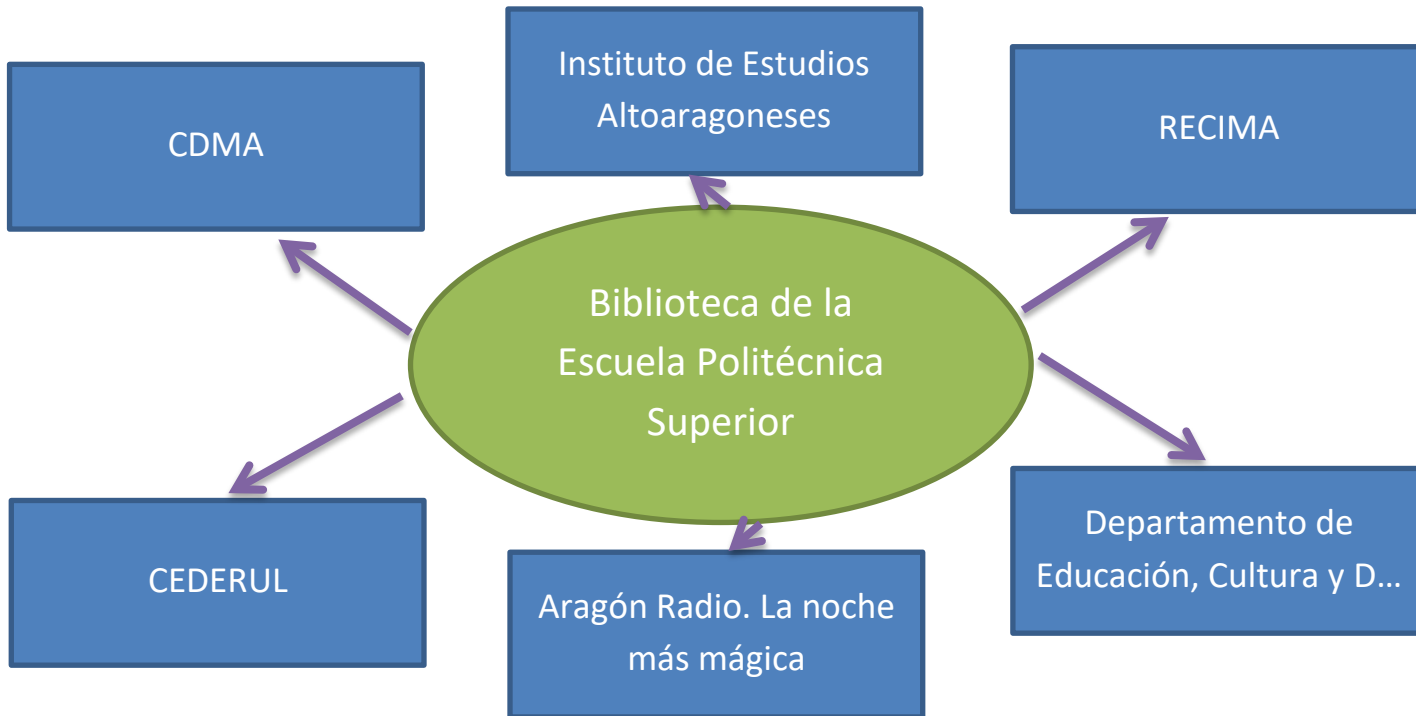 Instituto de Estudios
Altoaragoneses
CDMA
RECIMA
Biblioteca de la
Escuela Politécnica
Superior
CEDERUL
Departamento de
Educación, Cultura y D...
Aragón Radio. La noche
más mágica